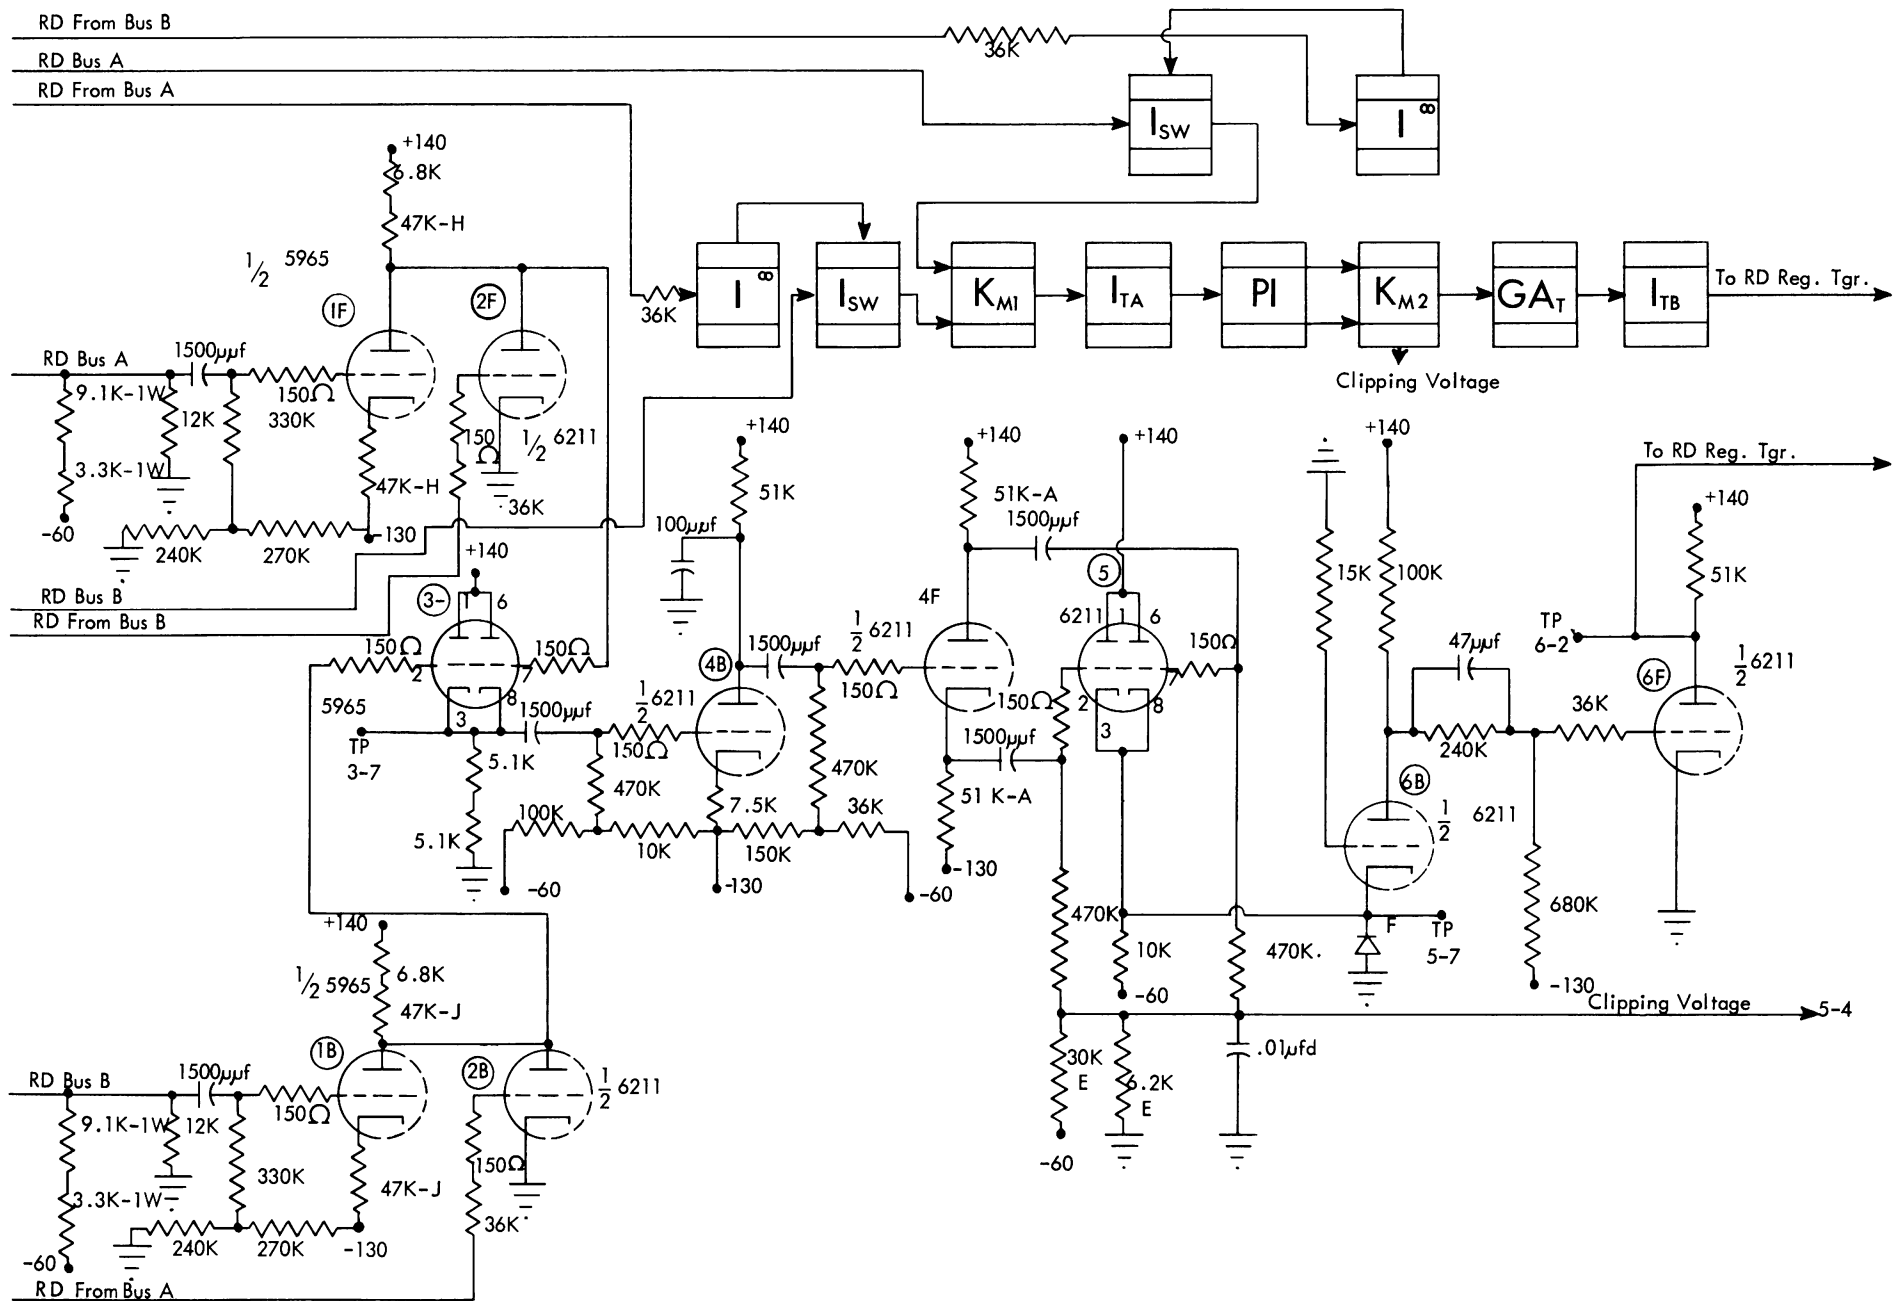 RD From Bus B
36K
RD Bus A
RD From Bus A
I SW
I ∞
+140
6.8K
47K-H
1/2 5965
1F
2F
I ∞
36K
I SW
K M1
I TA
PI
K M2
GA T
I TB
To RD Reg. Tgr.
Clipping Voltage
RD Bus A
1500µµf
9.1K-1W
12K
150Ω
330K
150
Ω
1/2 6211
3.3K-1W
47K-H
36K
-60
240K
270K
-130
+140
RD Bus B
RD From Bus B
3-
1
6
150Ω
150Ω
2
7
5965
3
8
TP
3-7
1500µµf
5.1K
5.1K
150Ω
470K
1/2 6211
4B
100µµf
+140
51K
1500µµf
7.5K
100K
10K
150K
-60
-130
470K
36K
-60
150Ω
1/2 6211
4F
+140
51K-A
1500µµf
1500µµf
51 K-A
-130
+140
5
6211
1
6
150Ω
150Ω
2
7
3
8
470K
10K
-60
470K.
+140
15K
100K
47µµf
240K
36K
6B
1/2 6211
F
TP
5-7
680K
-130
To RD Reg. Tgr.
+140
51K
TP
6-2
6F
1/2 6211
Clipping Voltage
5-4
30K
E
6.2K
E
.01µfd
-60
+140
6.8K
1/2 5965
47K-J
1B
2B
1/2 6211
RD Bus B
1500µµf
9.1K-1W
12K
150Ω
330K
47K-J
150Ω
3.3K-1W
36K
240K
270K
-130
-60
RD From Bus A